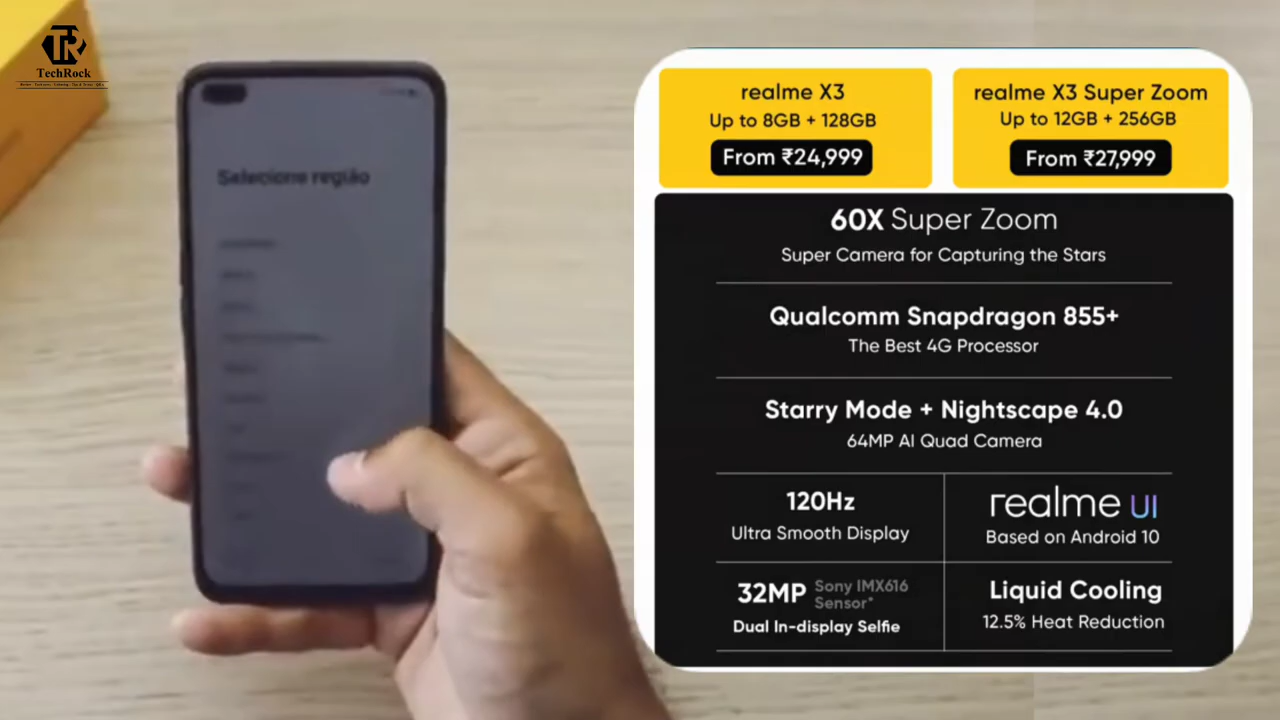 TR
TechRock
Selecione região
realme X3
Up to 8GB + 128GB
From ₹24,999
realme X3 Super Zoom
Up to 12GB + 256GB
From ₹27,999
60X Super Zoom
Super Camera for Capturing the Stars
Qualcomm Snapdragon 855+
The Best 4G Processor
Starry Mode + Nightscape 4.0
64MP AI Quad Camera
120Hz
Ultra Smooth Display
realme UI
Based on Android 10
32MP Sony IMX616
Sensor*
Dual In-display Selfie
Liquid Cooling
12.5% Heat Reduction